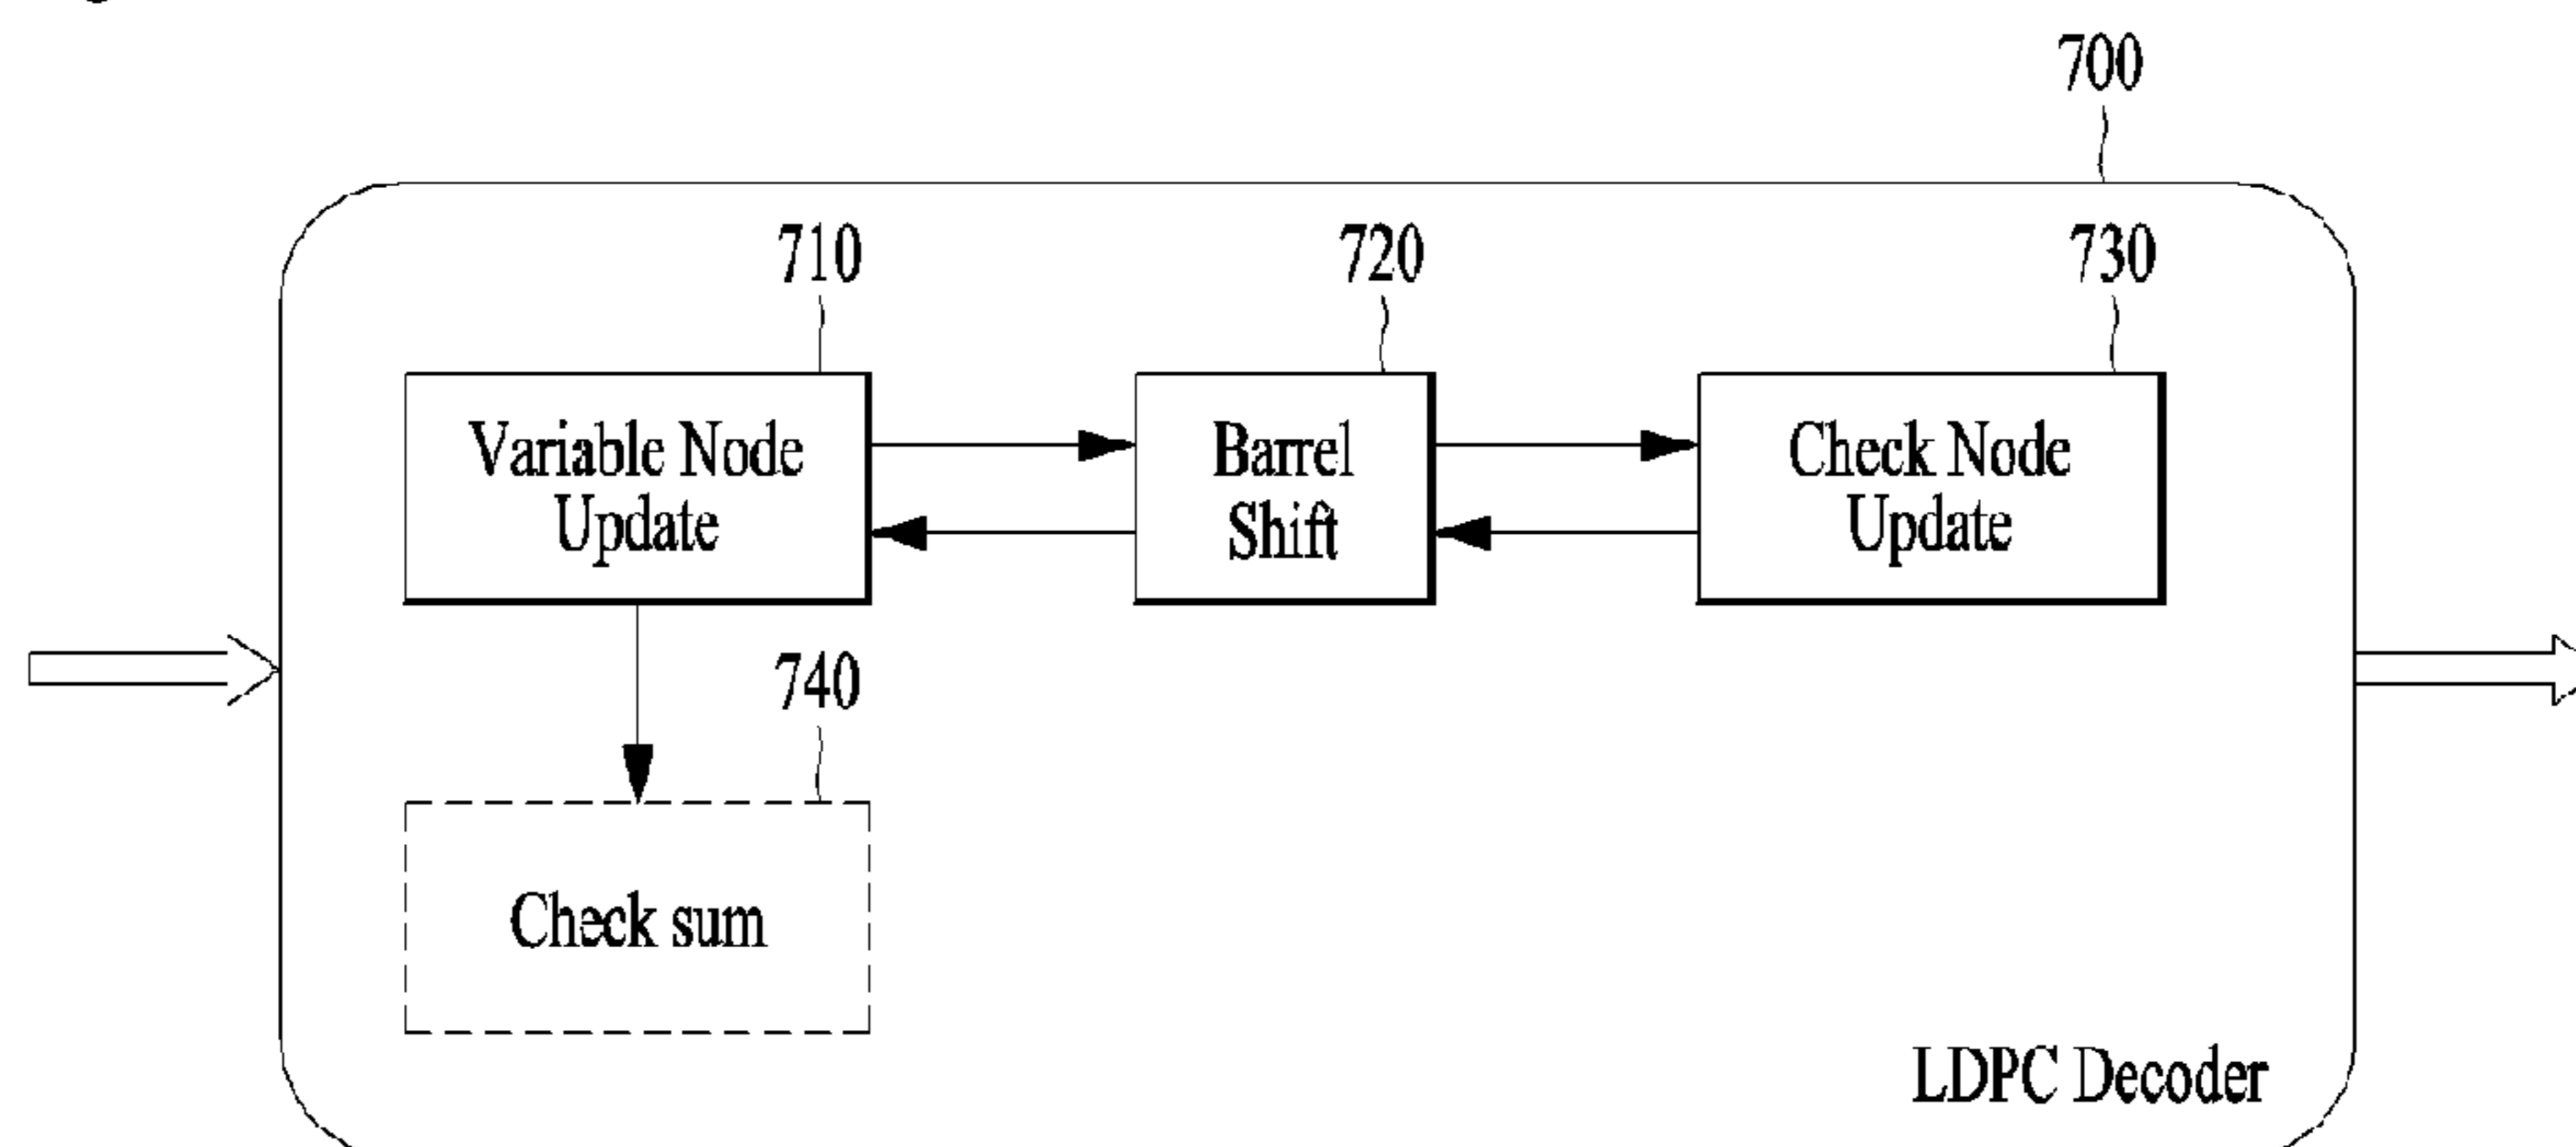 700
710
720
730
Variable Node
Update
Barrel
Shift
Check Node
Update
740
Check sum
LDPC Decoder